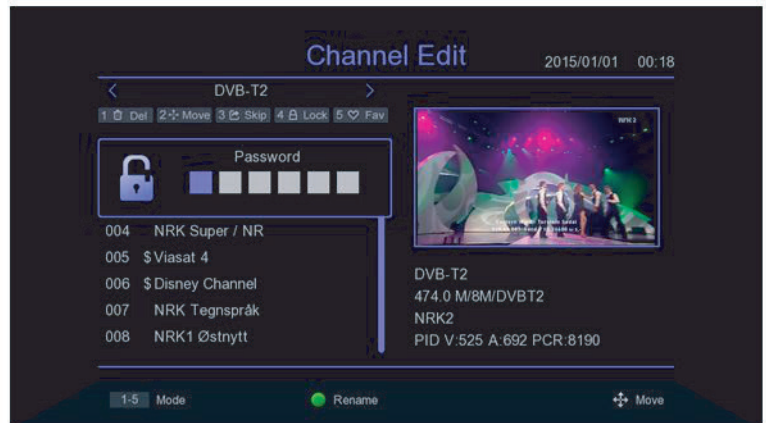 Channel Edit
2015/01/01 00:18
DVB-T2
1 Del 2 Move 3 Skip 4 Lock 5 Fav
Password
004 NRK Super / NR
005 $ Viasat 4
006 $ Disney Channel
007 NRK Tegnspråk
008 NRK1 Østnytt
NRK2
DVB-T2
474.0 M/8M/DVBT2
NRK2
PID V:525 A:692 PCR:8190
1-5 Mode
Rename
Move